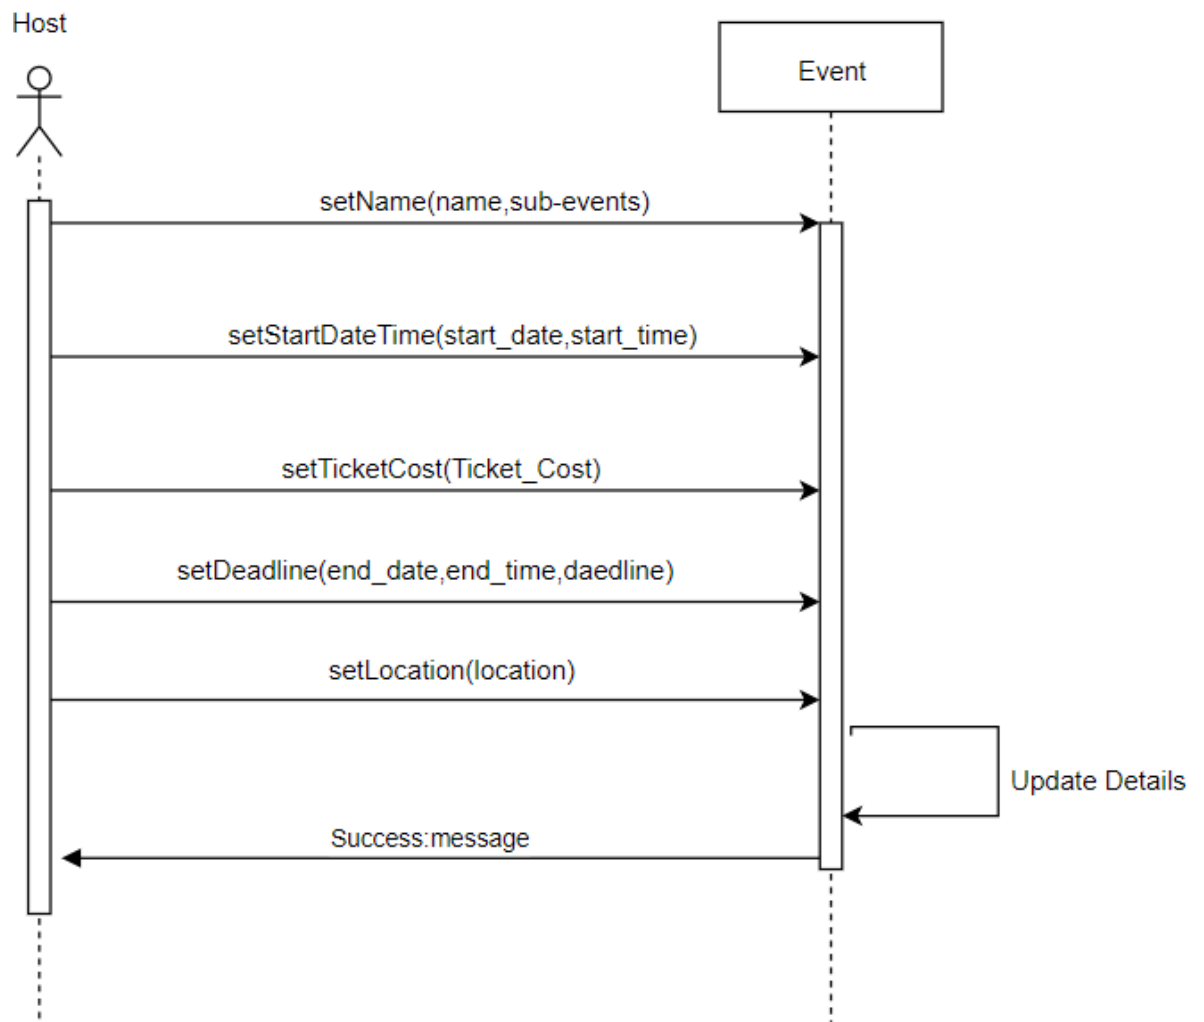 Host
Event
setName(name,sub-events)
setStartDateTime(start_date,start_time)
setTicketCost(Ticket_Cost)
setDeadline(end_date,end_time,daedline)
setLocation(location)
Update Details
Success:message